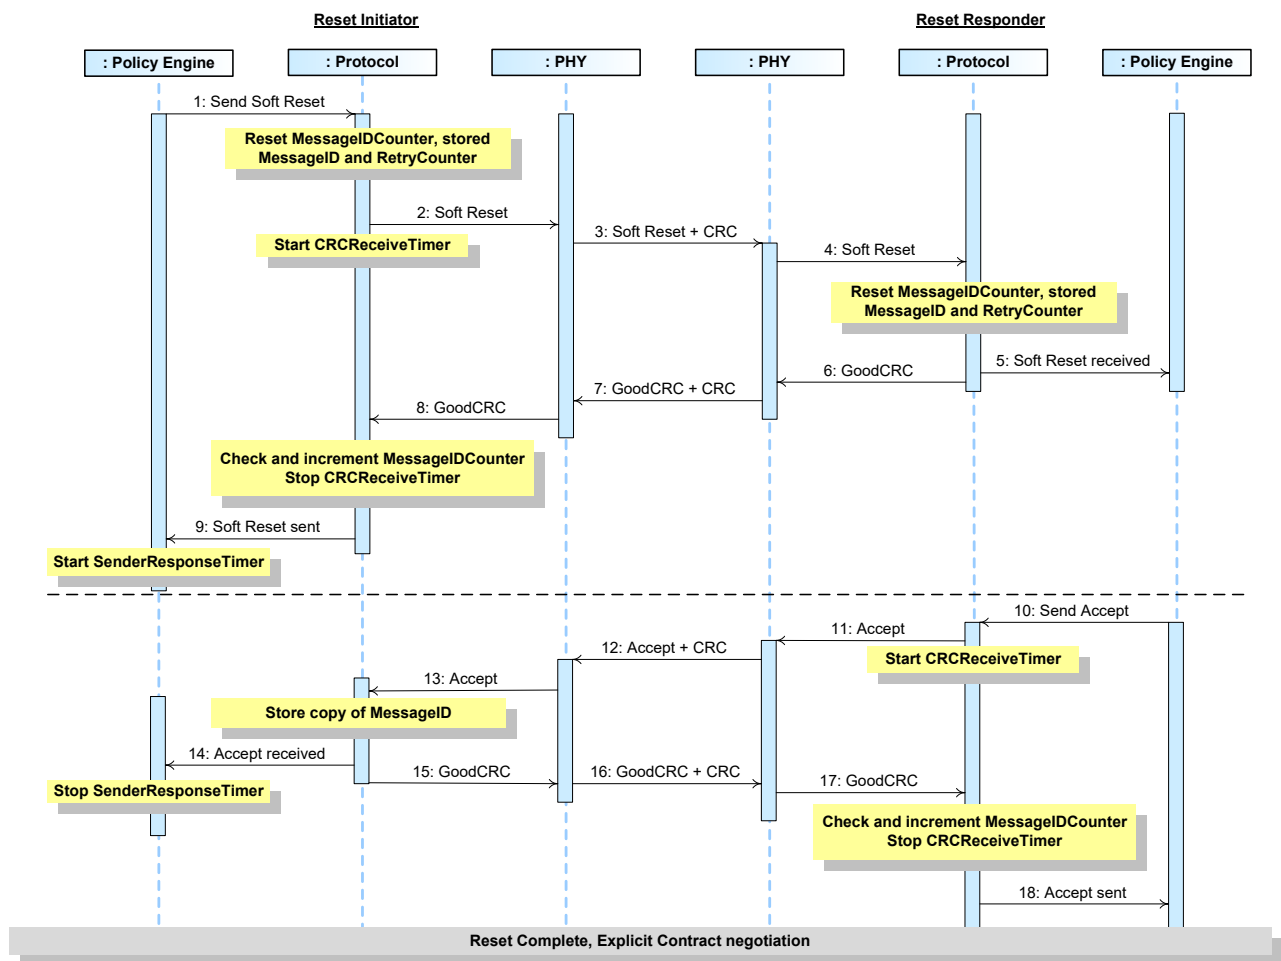 Reset Initiator
Reset Responder
: Policy Engine
: Protocol
: PHY
: PHY
: Protocol
: Policy Engine
1: Send Soft Reset
Reset MessageIDCounter, stored
MessageID and RetryCounter
2: Soft Reset
Start CRCReceiveTimer
3: Soft Reset + CRC
4: Soft Reset
Reset MessageIDCounter, stored
MessageID and RetryCounter
5: Soft Reset received
6: GoodCRC
7: GoodCRC + CRC
8: GoodCRC
Check and increment MessageIDCounter
Stop CRCReceiveTimer
9: Soft Reset sent
Start SenderResponseTimer
10: Send Accept
11: Accept
Start CRCReceiveTimer
12: Accept + CRC
13: Accept
Store copy of MessageID
14: Accept received
Stop SenderResponseTimer
15: GoodCRC
16: GoodCRC + CRC
17: GoodCRC
Check and increment MessageIDCounter
Stop CRCReceiveTimer
18: Accept sent
Reset Complete, Explicit Contract negotiation